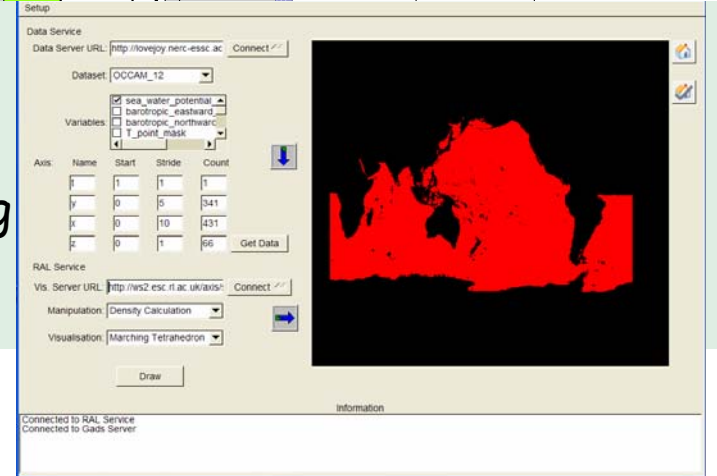 Setup
Data Service
Data Server URL: http://lovejoy.nerc-essc.ac Connect
Dataset: OCCAM_12
Variables: sea_water_potential_
barotropic_eastward_
barotropic_northward
T_point_mask
Axis: Name Start Stride Count
t 1 1 1
y 0 5 341
x 0 10 431
z 0 1 66 Get Data
g
RAL Service
Vis. Server URL: http://ws2.esc.rl.ac.uk/axis/s Connect
Manipulation: Density Calculation
Visualisation: Marching Tetrahedron
Draw
Information
Connected to RAL Service
Connected to Gads Server